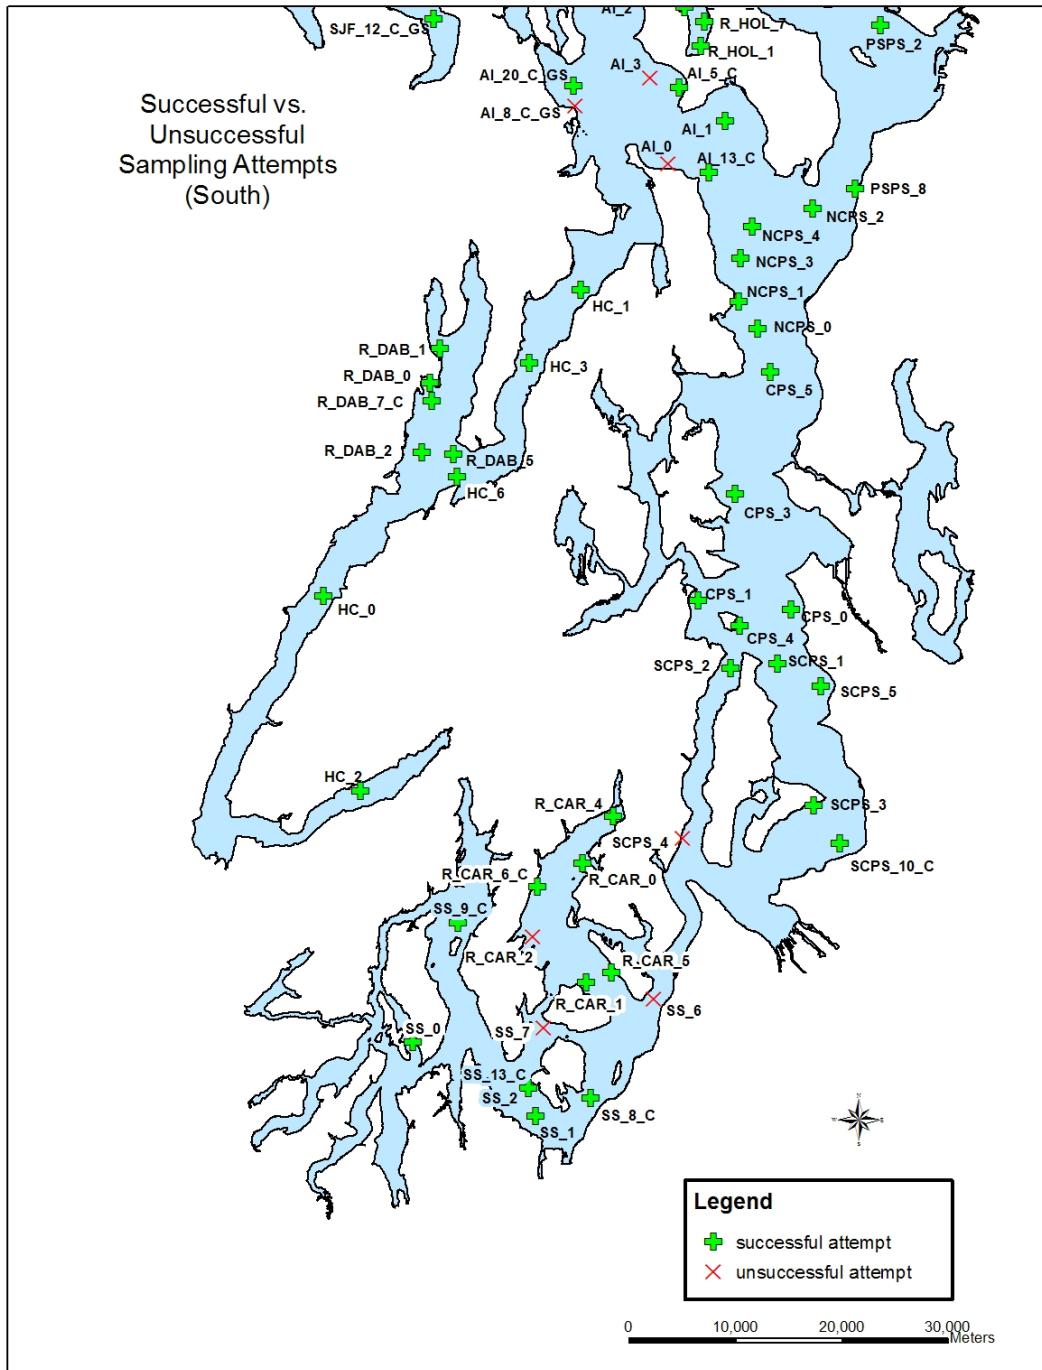 AI_2
SJF_12_C_GS
R_HOL_7
PSPS_2
R_HOL_1
AI_3
AI_20_C_GS
AI_5_C
Successful vs.
Unsuccessful
Sampling Attempts
(South)
AI_8_C_GS
AI_1
AI_0
AI_13_C
PSPS_8
NCPS_2
NCPS_4
NCPS_3
NCPS_1
HC_1
NCPS_0
R_DAB_1
HC_3
R_DAB_0
CPS_5
R_DAB_7_C
R_DAB_2
R_DAB_5
HC_6
CPS_3
CPS_1
HC_0
CPS_0
CPS_4
SCPS_2
SCPS_1
SCPS_5
HC_2
R_CAR_4
SCPS_3
SCPS_4
SCPS_10_C
R_CAR_6_C
R_CAR_0
SS_9_C
R_CAR_2
R_CAR_5
R_CAR_1
SS_6
SS_0
SS_7
SS_13_C
SS_2
SS_8_C
SS_1
N
W
E
S
Legend
successful attempt
unsuccessful attempt
0 10,000 20,000 30,000
Meters